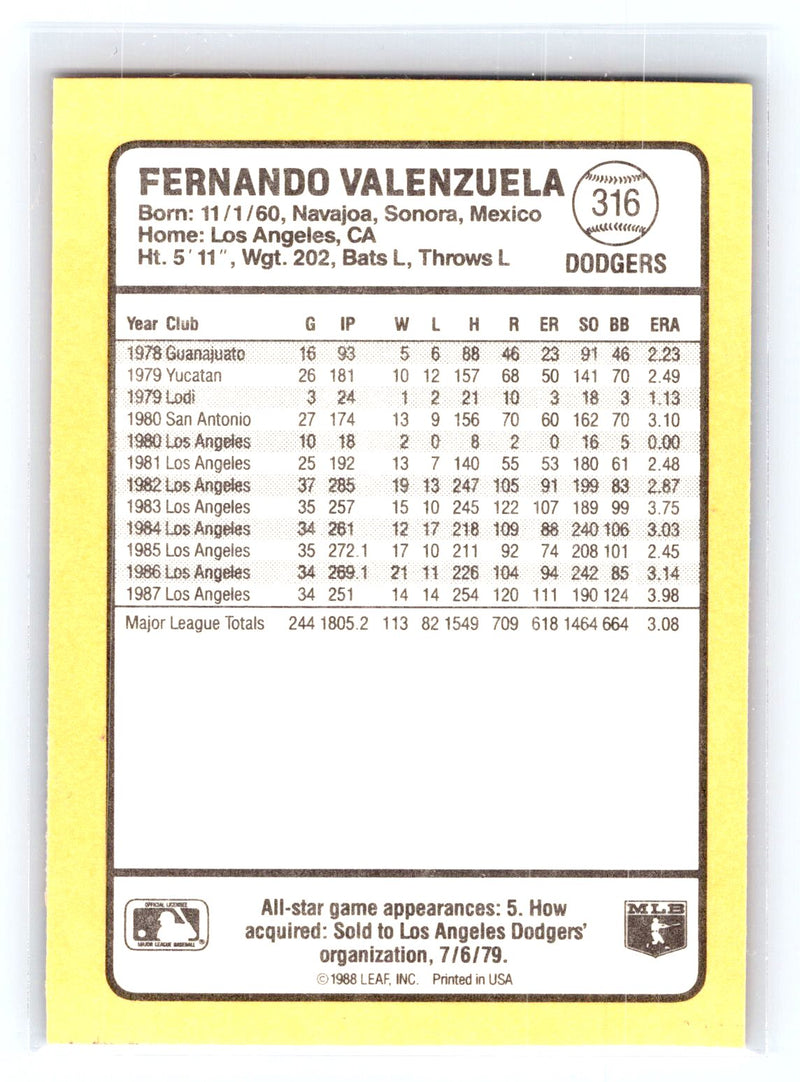 FERNANDO VALENZUELA
316
Born: 11/1/60, Navajoa, Sonora, Mexico
Home: Los Angeles, CA
Ht. 5'11", Wgt. 202, Bats L, Throws L
DODGERS
Year Club G IP W L H R ER SO BB ERA
1978 Guanajuato 16 93 5 6 88 46 23 91 46 2.23
1979 Yucatan 26 181 10 12 157 68 50 141 70 2.49
1979 Lodi 3 24 1 2 21 10 3 18 3 1.13
1980 San Antonio 27 174 13 9 156 70 60 162 70 3.10
1980 Los Angeles 10 18 2 0 8 2 0 16 5 0.00
1981 Los Angeles 25 192 13 7 140 55 53 180 61 2.48
1982 Los Angeles 37 285 19 13 247 105 91 199 83 2.87
1983 Los Angeles 35 257 15 10 245 122 107 189 99 3.75
1984 Los Angeles 34 261 12 17 218 109 88 240 106 3.03
1985 Los Angeles 35 272.1 17 10 211 92 74 208 101 2.45
1986 Los Angeles 34 269.1 21 11 226 104 94 242 85 3.14
1987 Los Angeles 34 251 14 14 254 120 111 190 124 3.98
Major League Totals 244 1805.2 113 82 1549 709 618 1464 664 3.08
OFFICIAL LICENSEE
MAJOR LEAGUE BASEBALL
®
All-star game appearances: 5. How
acquired: Sold to Los Angeles Dodgers'
organization, 7/6/79.
© 1988 LEAF, INC. Printed in USA
MLB